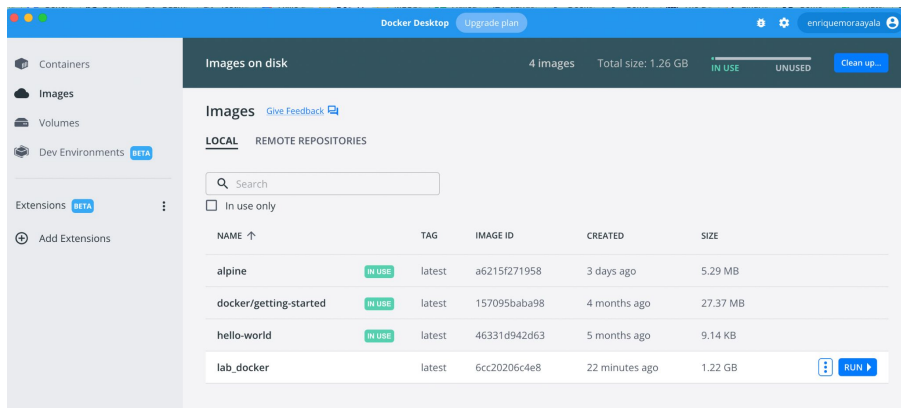 Docker Desktop Upgrade plan enriquemoraayala
Containers
Images
Volumes
Dev Environments BETA
Extensions BETA
Add Extensions
Images on disk 4 images Total size: 1.26 GB IN USE UNUSED Clean up...
Images Give Feedback
LOCAL REMOTE REPOSITORIES
Search
In use only
NAME TAG IMAGE ID CREATED SIZE
alpine IN USE latest a6215f271958 3 days ago 5.29 MB
docker/getting-started IN USE latest 157095baba98 4 months ago 27.37 MB
hello-world IN USE latest 46331d942d63 5 months ago 9.14 KB
lab_docker latest 6cc20206c4e8 22 minutes ago 1.22 GB RUN